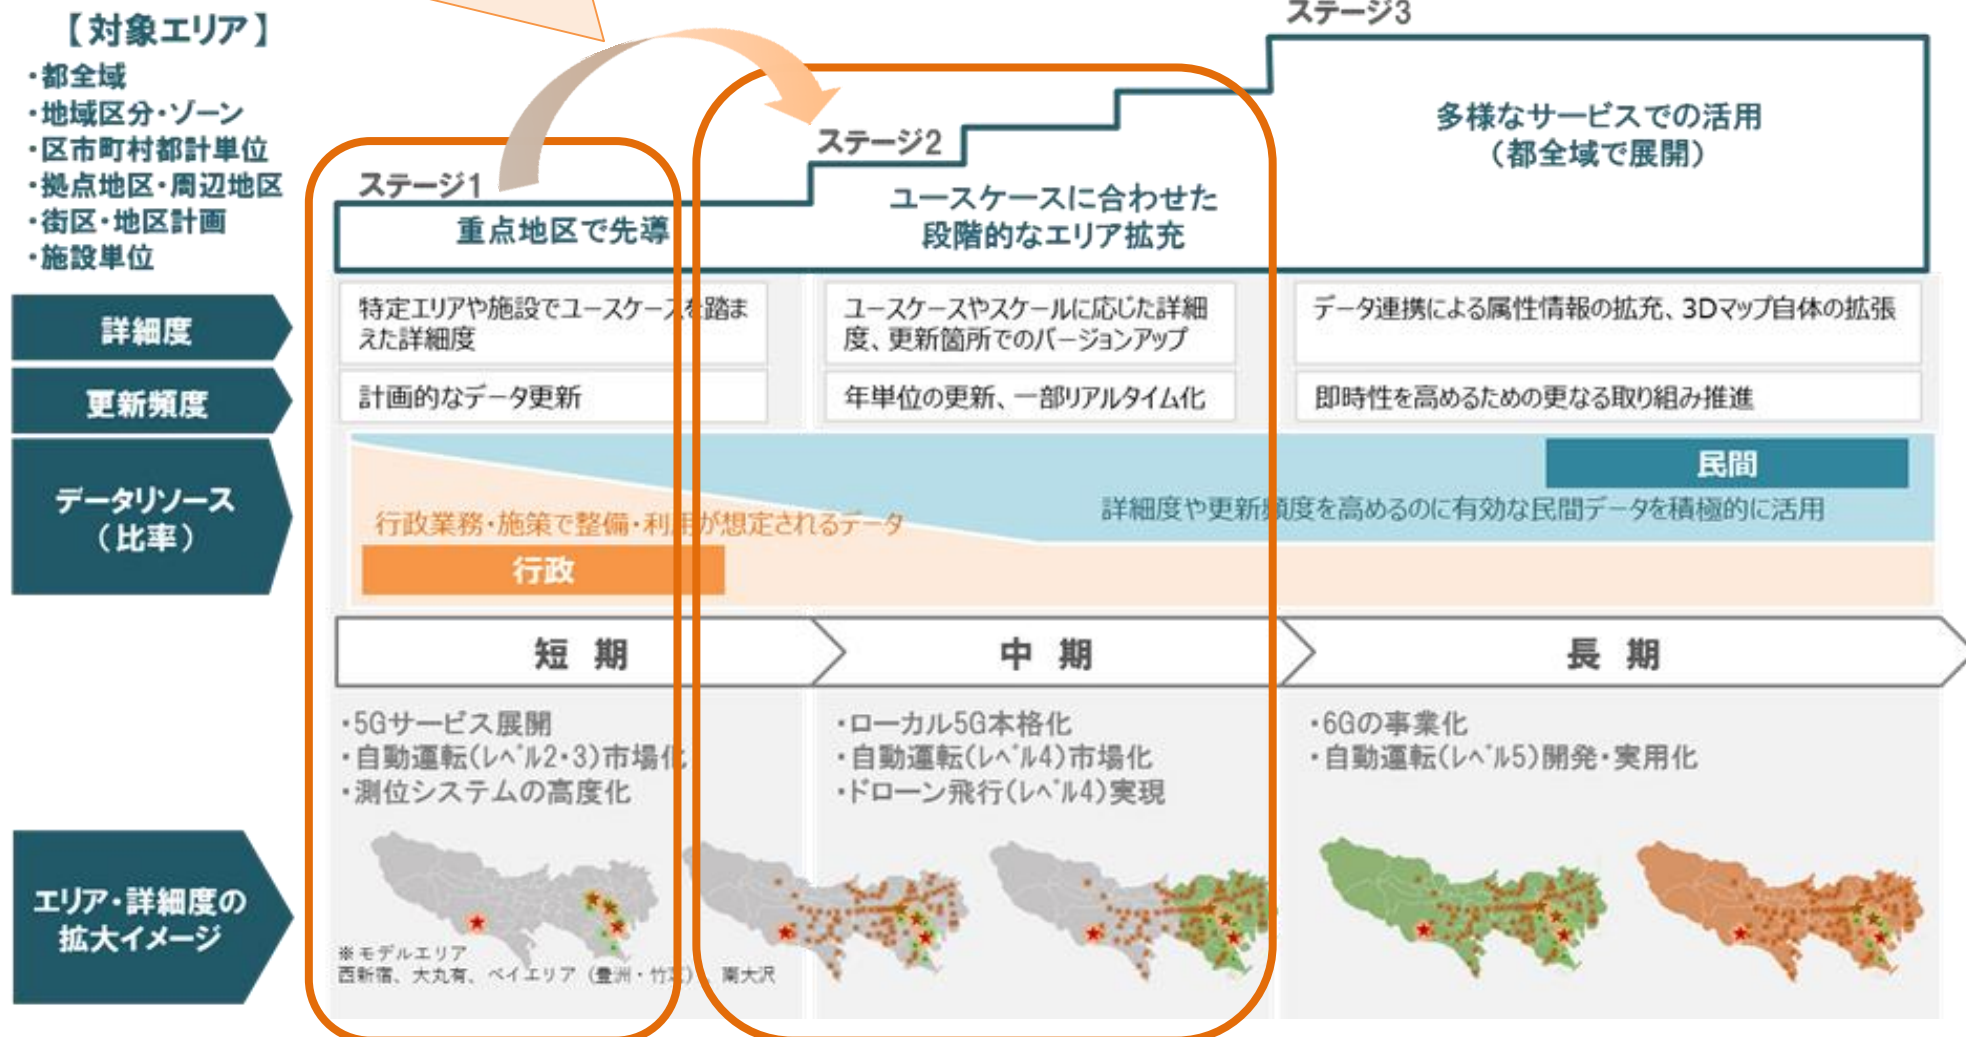 【対象エリア】
・都全域
・地域区分・ゾーン
・区市町村都計単位
・拠点地区・周辺地区
・街区・地区計画
・施設単位
ステージ1
重点地区で先導
ステージ2
ユースケースに合わせた
段階的なエリア拡充
ステージ3
多様なサービスでの活用
（都全域で展開）
詳細度
特定エリアや施設でユースケースを踏ま
えた詳細度
ユースケースやスケールに応じた詳細
度、更新箇所でのバージョンアップ
データ連携による属性情報の拡充、3Dマップ自体の拡張
更新頻度
計画的なデータ更新
年単位の更新、一部リアルタイム化
即時性を高めるための更なる取り組み推進
データリソース
（比率）
民間
詳細度や更新頻度を高めるのに有効な民間データを積極的に活用
行政業務・施策で整備・利用が想定されるデータ
行政
短 期
中 期
長 期
・5Gサービス展開
・自動運転(レベル2・3)市場化
・測位システムの高度化
・ローカル5G本格化
・自動運転(レベル4)市場化
・ドローン飛行(レベル4)実現
・6Gの事業化
・自動運転(レベル5)開発・実用化
エリア・詳細度の
拡大イメージ
※モデルエリア
西新宿、大丸有、ベイエリア（豊洲・竹芝）、南大沢